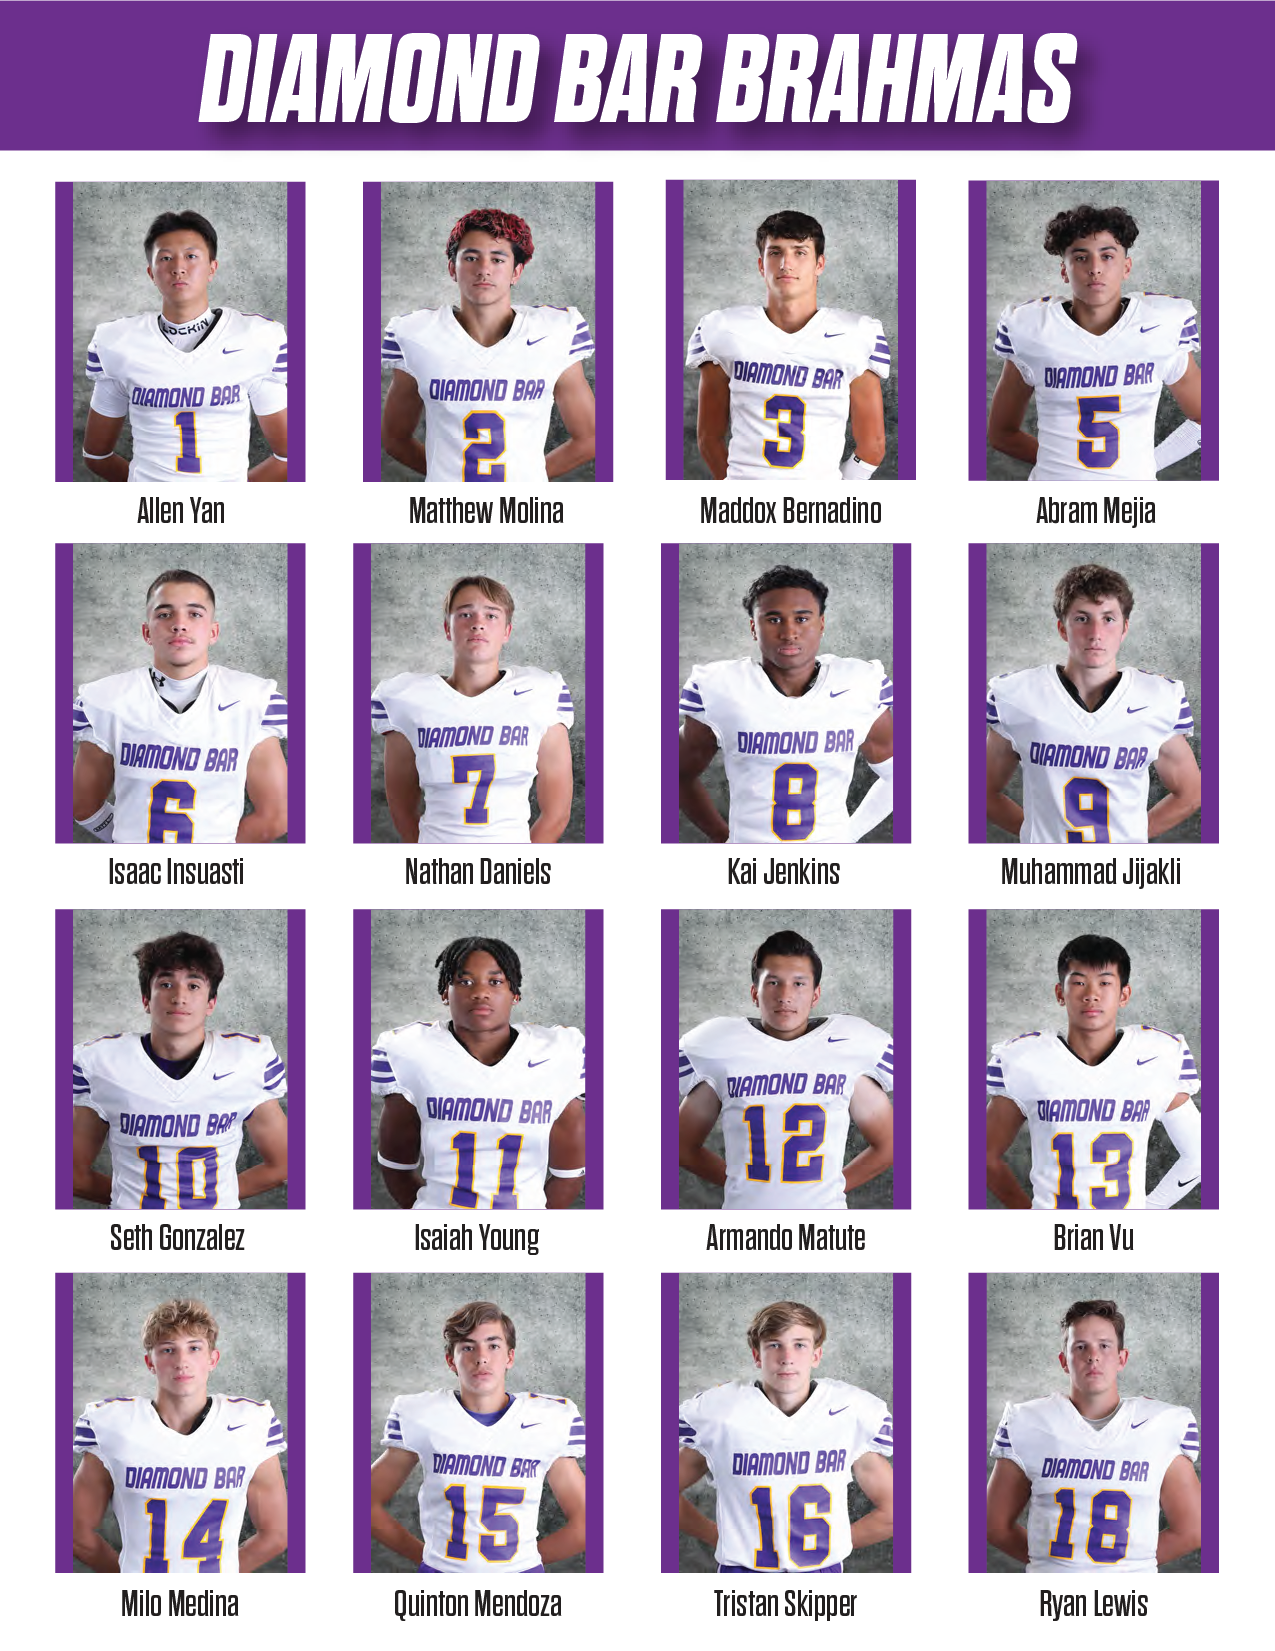 DIAMOND BAR BRAHMAS
LOCKIN
DIAMOND BAR
1
DIAMOND BAR
2
DIAMOND BAR
3
DIAMOND BAR
5
Allen Yan
Matthew Molina
Maddox Bernadino
Abram Mejia
DIAMOND BAR
6
DIAMOND BAR
7
DIAMOND BAR
8
DIAMOND BAR
9
Isaac Insuasti
Nathan Daniels
Kai Jenkins
Muhammad Jijakli
DIAMOND BAR
10
DIAMOND BAR
11
DIAMOND BAR
12
DIAMOND BAR
13
Seth Gonzalez
Isaiah Young
Armando Matute
Brian Vu
DIAMOND BAR
14
DIAMOND BAR
15
DIAMOND BAR
16
DIAMOND BAR
18
Milo Medina
Quinton Mendoza
Tristan Skipper
Ryan Lewis